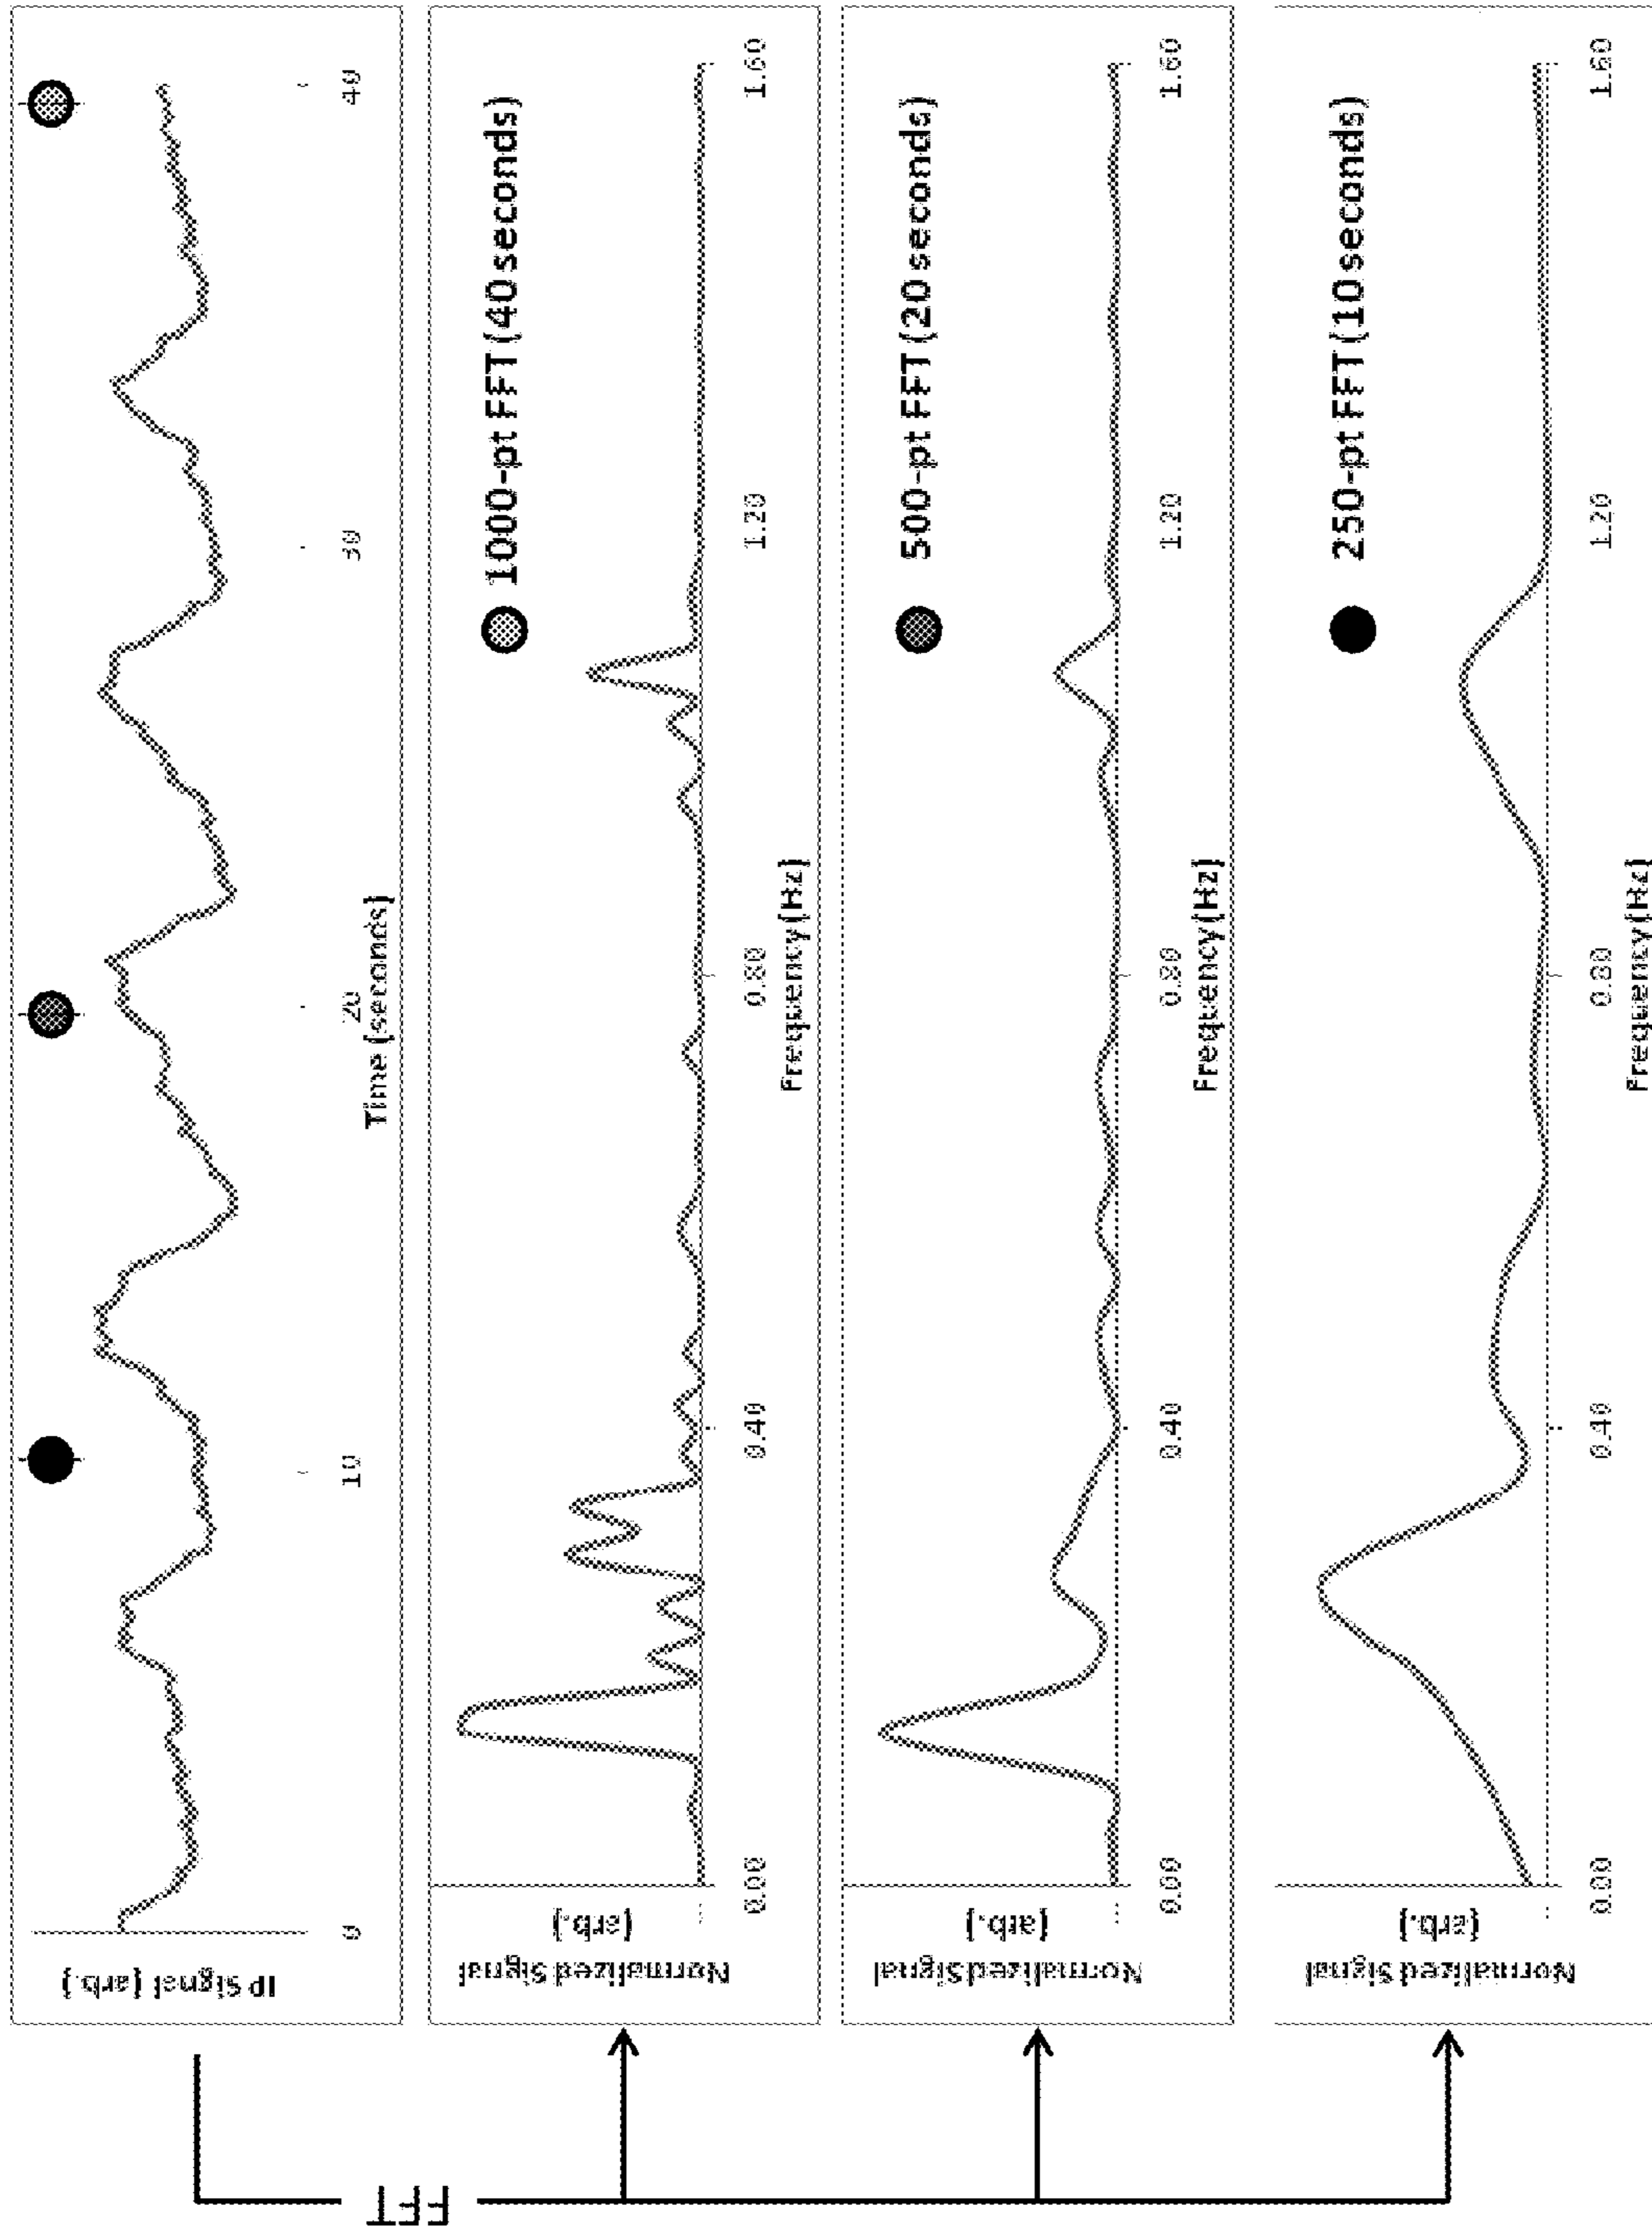 FFT
IP Signal (arb.)
0
10
20
30
40
Time (seconds)
Normalized Signal
(arb.)
1000-pt FFT (40 seconds)
0.00
0.40
0.80
1.20
1.60
Frequency (Hz)
Normalized Signal
(arb.)
500-pt FFT (20 seconds)
0.00
0.40
0.80
1.20
1.60
Frequency (Hz)
Normalized Signal
(arb.)
250-pt FFT (10 seconds)
0.00
0.40
0.80
1.20
1.60
Frequency (Hz)